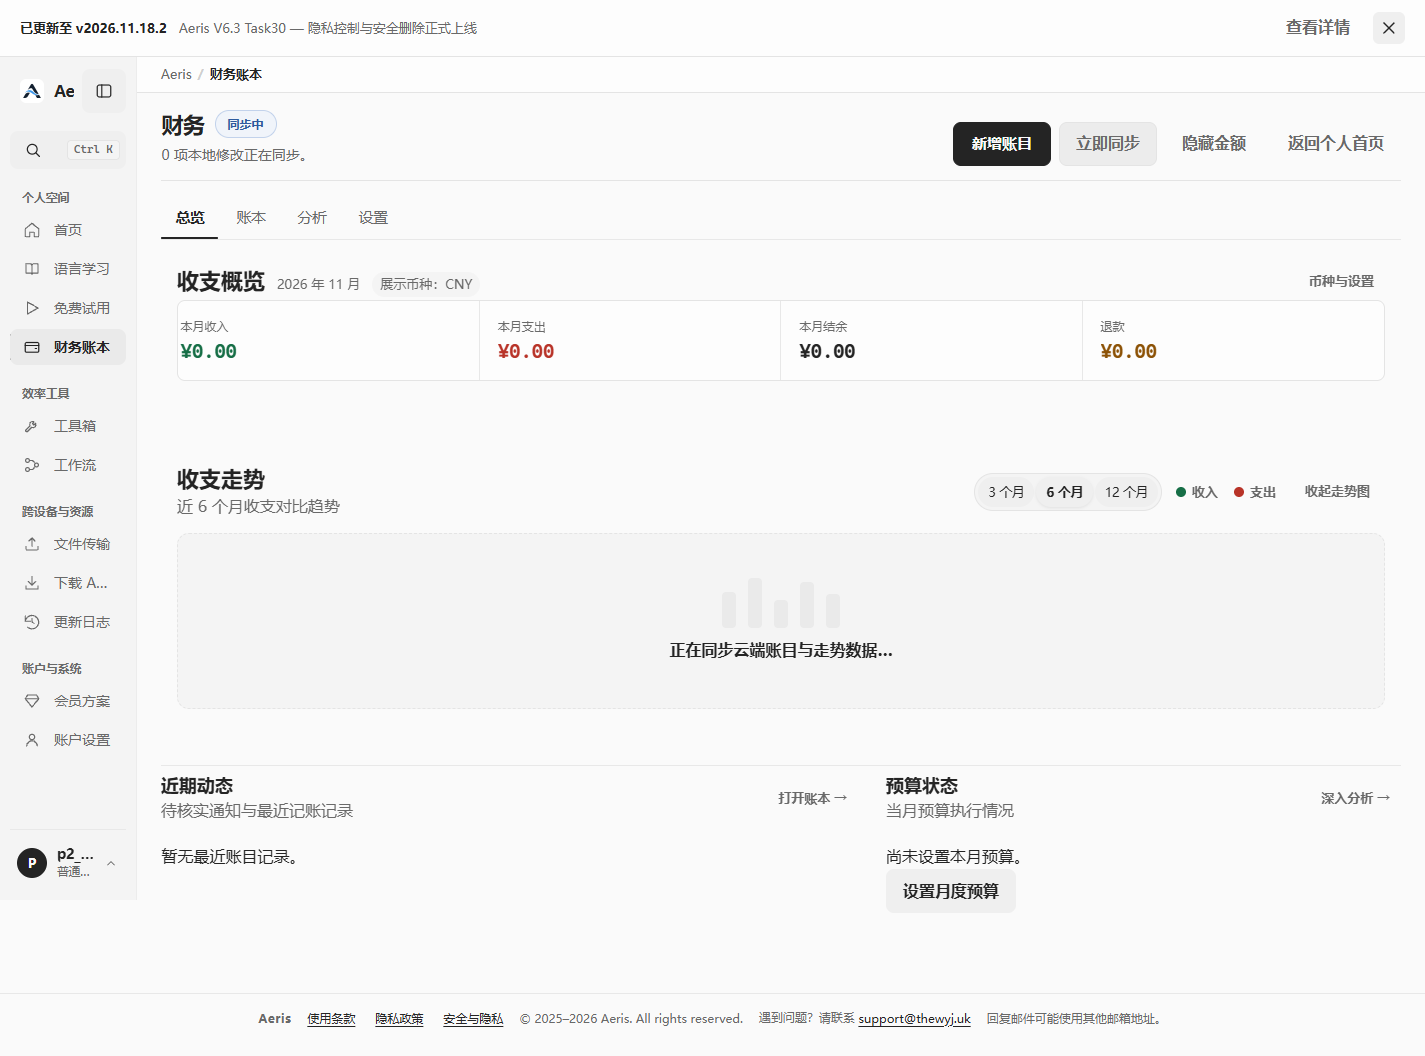 已更新至 v2026.11.18.2 Aeris V6.3 Task30 — 隐私控制与安全删除正式上线 查看详情
Ae
Ctrl K
个人空间
首页
语言学习
免费试用
财务账本
效率工具
工具箱
工作流
跨设备与资源
文件传输
下载 A...
更新日志
账户与系统
会员方案
账户设置
P p2_...
普通...
Aeris / 财务账本
财务 同步中
0 项本地修改正在同步。
新增账目 立即同步 隐藏金额 返回个人首页
总览 账本 分析 设置
收支概览 2026 年 11 月 展示币种：CNY 币种与设置
本月收入 本月支出 本月结余 退款
¥0.00 ¥0.00 ¥0.00 ¥0.00
收支走势
近 6 个月收支对比趋势
3 个月 6 个月 12 个月 收入 支出 收起走势图
正在同步云端账目与走势数据...
近期动态
待核实通知与最近记账记录
打开账本 →
暂无最近账目记录。
预算状态
当月预算执行情况
深入分析 →
尚未设置本月预算。
设置月度预算
Aeris 使用条款 隐私政策 安全与隐私 © 2025–2026 Aeris. All rights reserved. 遇到问题？请联系 support@thewyj.uk 回复邮件可能使用其他邮箱地址。